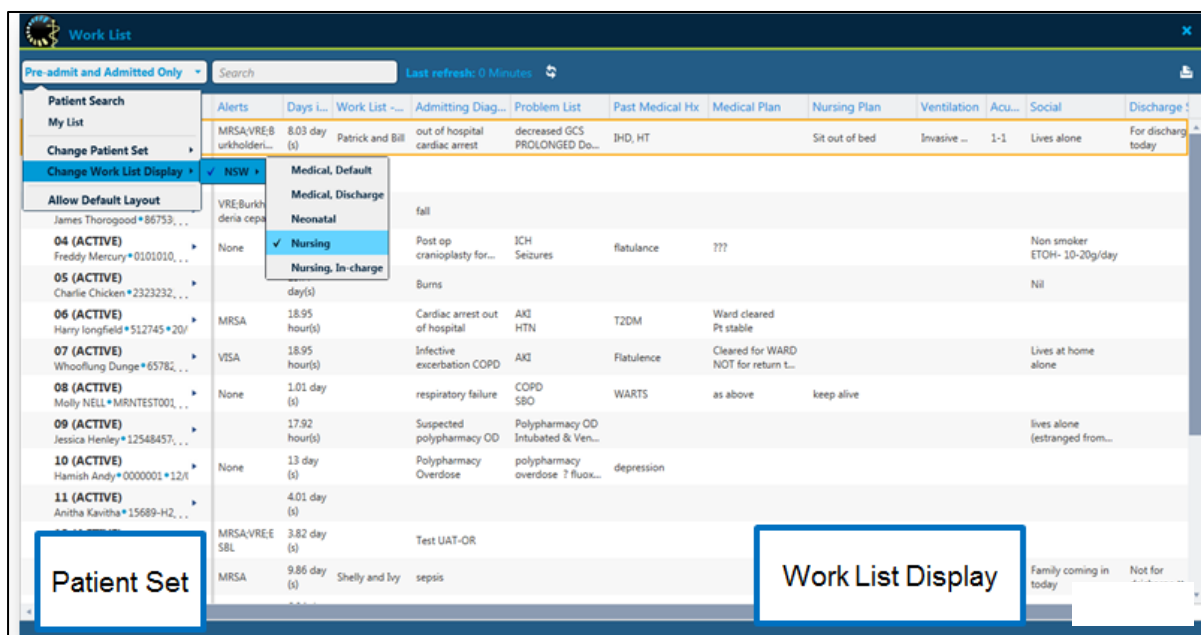 Work List
Pre-admit and Admitted Only
Search
Last refresh: 0 Minutes
Patient Search
My List
Change Patient Set
Change Work List Display
Allow Default Layout
NSW
Medical, Default
Medical, Discharge
Neonatal
Nursing
Nursing, In-charge
Alerts Days i... Work List -... Admitting Diag... Problem List Past Medical Hx Medical Plan Nursing Plan Ventilation Acu... Social Discharge
MRSA;VRE;B 8.03 day Patrick and Bill out of hospital decreased GCS IHD, HT Sit out of bed Invasive ... 1-1 Lives alone For discharg
urkholderi... (s) cardiac arrest PROLONGED Do... today
VRE;Burkh
James Thorogood 86753... deria cepa fall
04 (ACTIVE) None Post op ICH flatulance ??? Non smoker
Freddy Mercury 0101010... cranioplasty for... Seizures ETOH- 10-20g/day
05 (ACTIVE) Burns Nil
Charlie Chicken 2323232... day(s)
06 (ACTIVE) MRSA 18.95 Cardiac arrest out AKI T2DM Ward cleared
Harry longfield 512745 20/ hour(s) of hospital HTN Pt stable
07 (ACTIVE) VISA 18.95 Infective AKI Flatulence Cleared for WARD Lives at home
Whooflung Dunge 65782... hour(s) excerbation COPD NOT for return t... alone
08 (ACTIVE) None 1.01 day respiratory failure COPD WARTS as above keep alive
Molly NELL MRNTEST001... (s) SBO
09 (ACTIVE) 17.92 Suspected Polypharmacy OD lives alone
Jessica Henley 12548457... hour(s) polypharmacy OD Intubated & Ven... (estranged from...
10 (ACTIVE) None 13 day Polypharmacy polypharmacy depression
Hamish Andy 0000001 12/0 (s) Overdose overdose ? fluox...
11 (ACTIVE) 4.01 day
Anitha Kavitha 15689-H2... (s)
MRSA;VRE;E 3.82 day Test UAT-OR
SBL (s)
MRSA 9.86 day Shelly and Ivy sepsis Family coming in Not for
(s) today
Patient Set
Work List Display